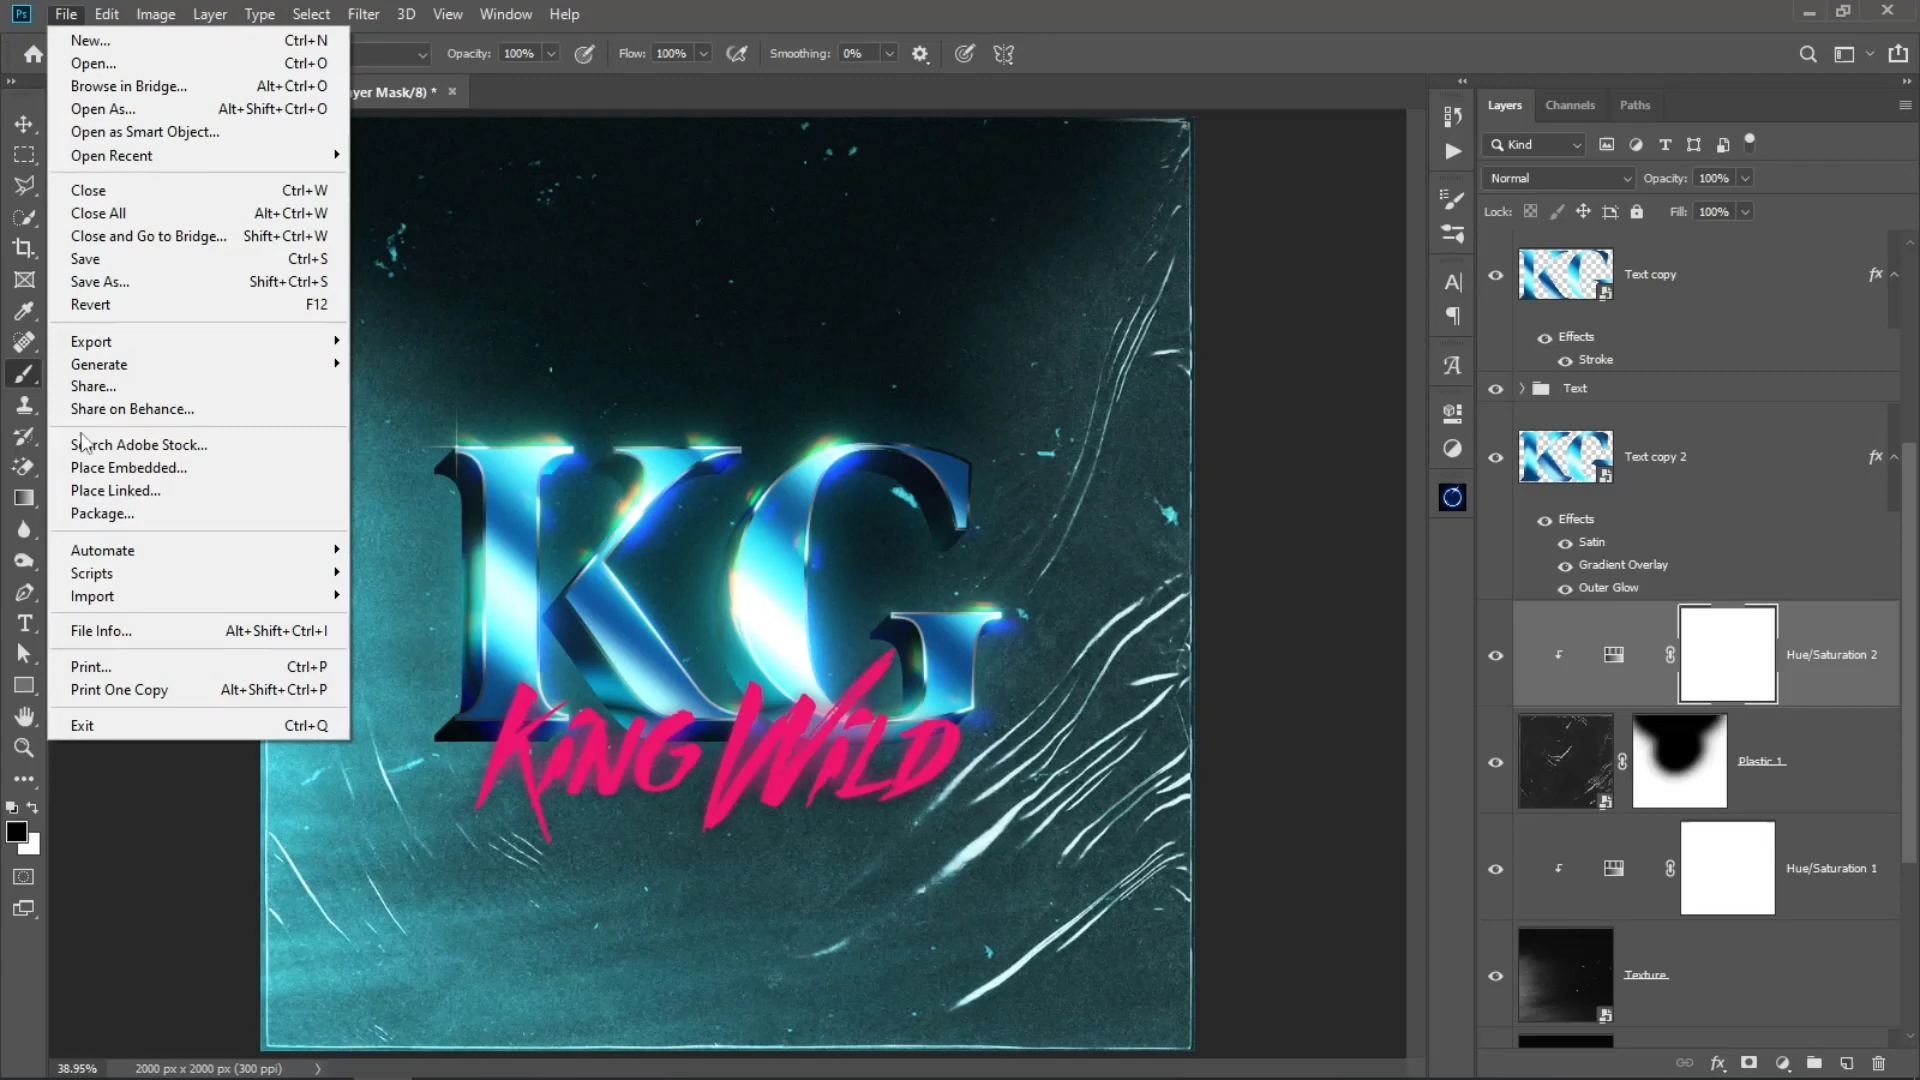 Ps File Edit Image Layer Type Select Filter 3D View Window Help
Opacity: 100% Flow: 100% Smoothing: 0%
ayer Mask/8) *
New... Ctrl+N
Open... Ctrl+O
Browse in Bridge... Alt+Ctrl+O
Open As... Alt+Shift+Ctrl+O
Open as Smart Object...
Open Recent
Close Ctrl+W
Close All Alt+Ctrl+W
Close and Go to Bridge... Shift+Ctrl+W
Save Ctrl+S
Save As... Shift+Ctrl+S
Revert F12
Export
Generate
Share...
Share on Behance...
Search Adobe Stock...
Place Embedded...
Place Linked...
Package...
Automate
Scripts
Import
File Info... Alt+Shift+Ctrl+I
Print... Ctrl+P
Print One Copy Alt+Shift+Ctrl+P
Exit Ctrl+Q
KG
KING WILD
Layers Channels Paths
Kind
Normal Opacity: 100%
Lock: Fill: 100%
Text copy fx
Effects
Stroke
Text
Text copy 2 fx
Effects
Satin
Gradient Overlay
Outer Glow
Hue/Saturation 2
Plastic 1
Hue/Saturation 1
Texture
38.95% 2000 px x 2000 px (300 ppi)